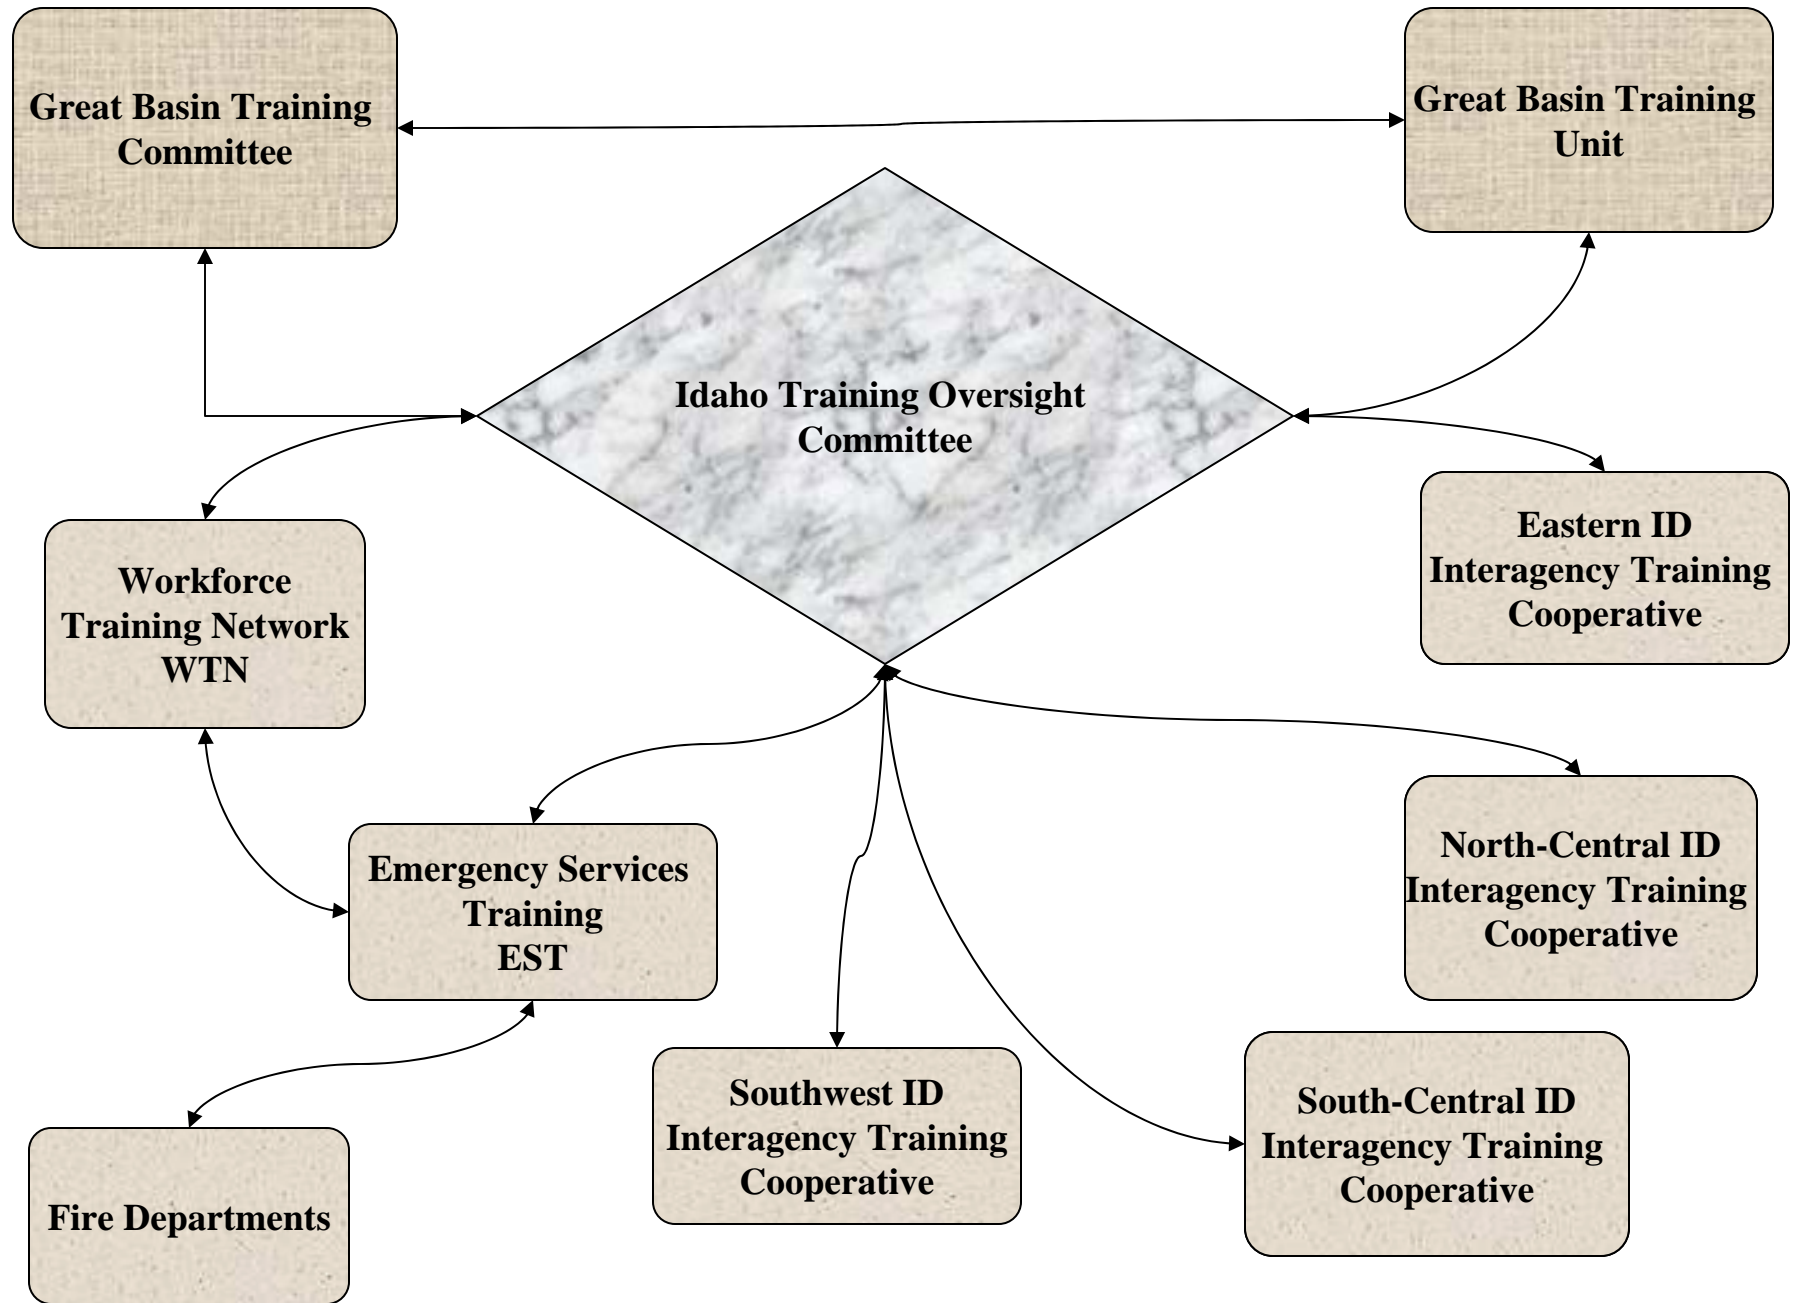 Great Basin Training
Committee
Great Basin Training
Unit
Idaho Training Oversight
Committee
Workforce
Training Network
WTN
Eastern ID
Interagency Training
Cooperative
Emergency Services
Training
EST
North-Central ID
Interagency Training
Cooperative
Southwest ID
Interagency Training
Cooperative
South-Central ID
Interagency Training
Cooperative
Fire Departments